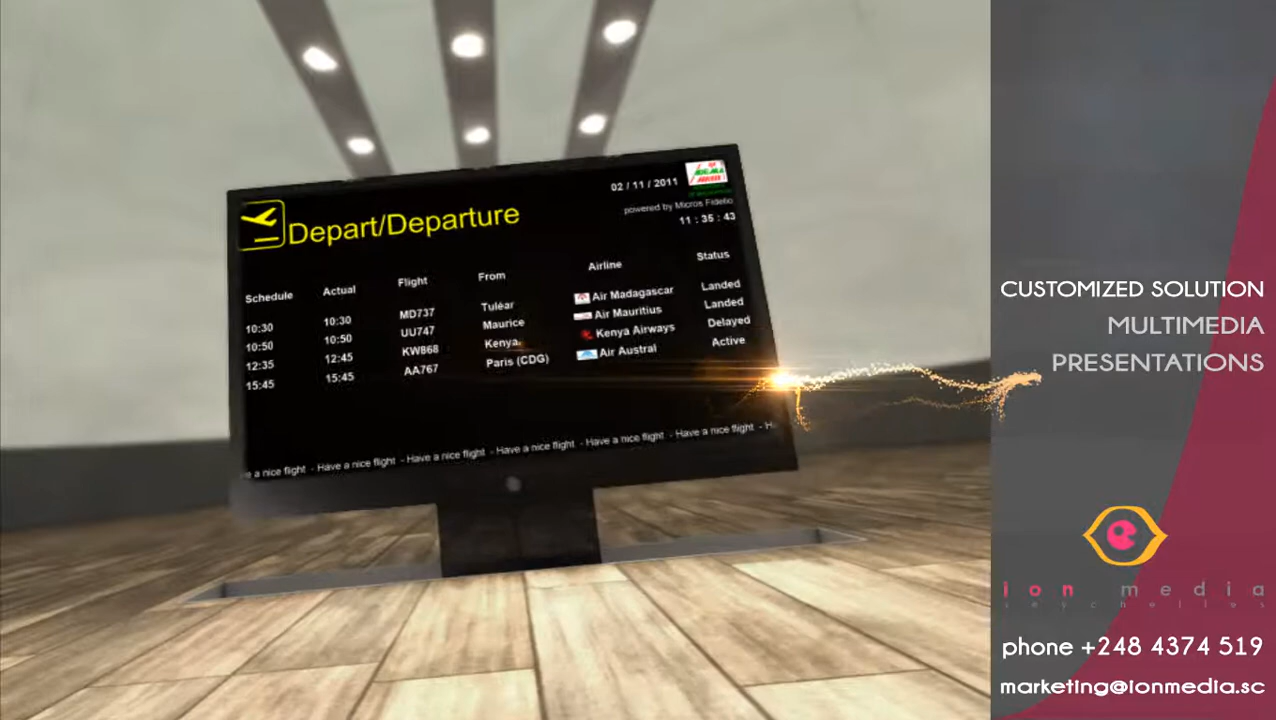 Depart/Departure
02 / 11 / 2011
powered by Micros Fidelio
11 : 35 : 43
Schedule Actual Flight From Airline Status
10:30 10:30 MD737 Tuléar Air Madagascar Landed
10:50 10:50 UU747 Maurice Air Mauritius Landed
12:35 12:45 KW868 Kenya Kenya Airways Delayed
15:45 15:45 AA767 Paris (CDG) Air Austral Active
e a nice flight - Have a nice flight - Have a nice flight - Have a nice flight - Have a nice flight - Have a nice flight - H
CUSTOMIZED SOLUTION
MULTIMEDIA
PRESENTATIONS
ion media
seychelles
phone +248 4374 519
marketing@ionmedia.sc